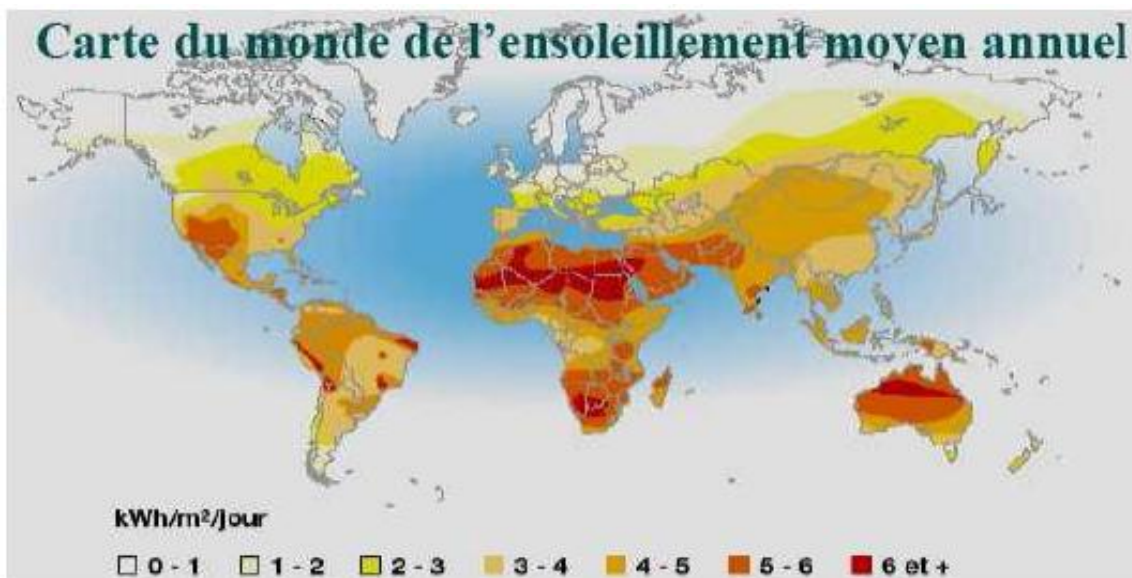 Carte du monde de l'ensoleillement moyen annuel
kWh/m²/jour
0 - 1 1 - 2 2 - 3 3 - 4 4 - 5 5 - 6 6 et +